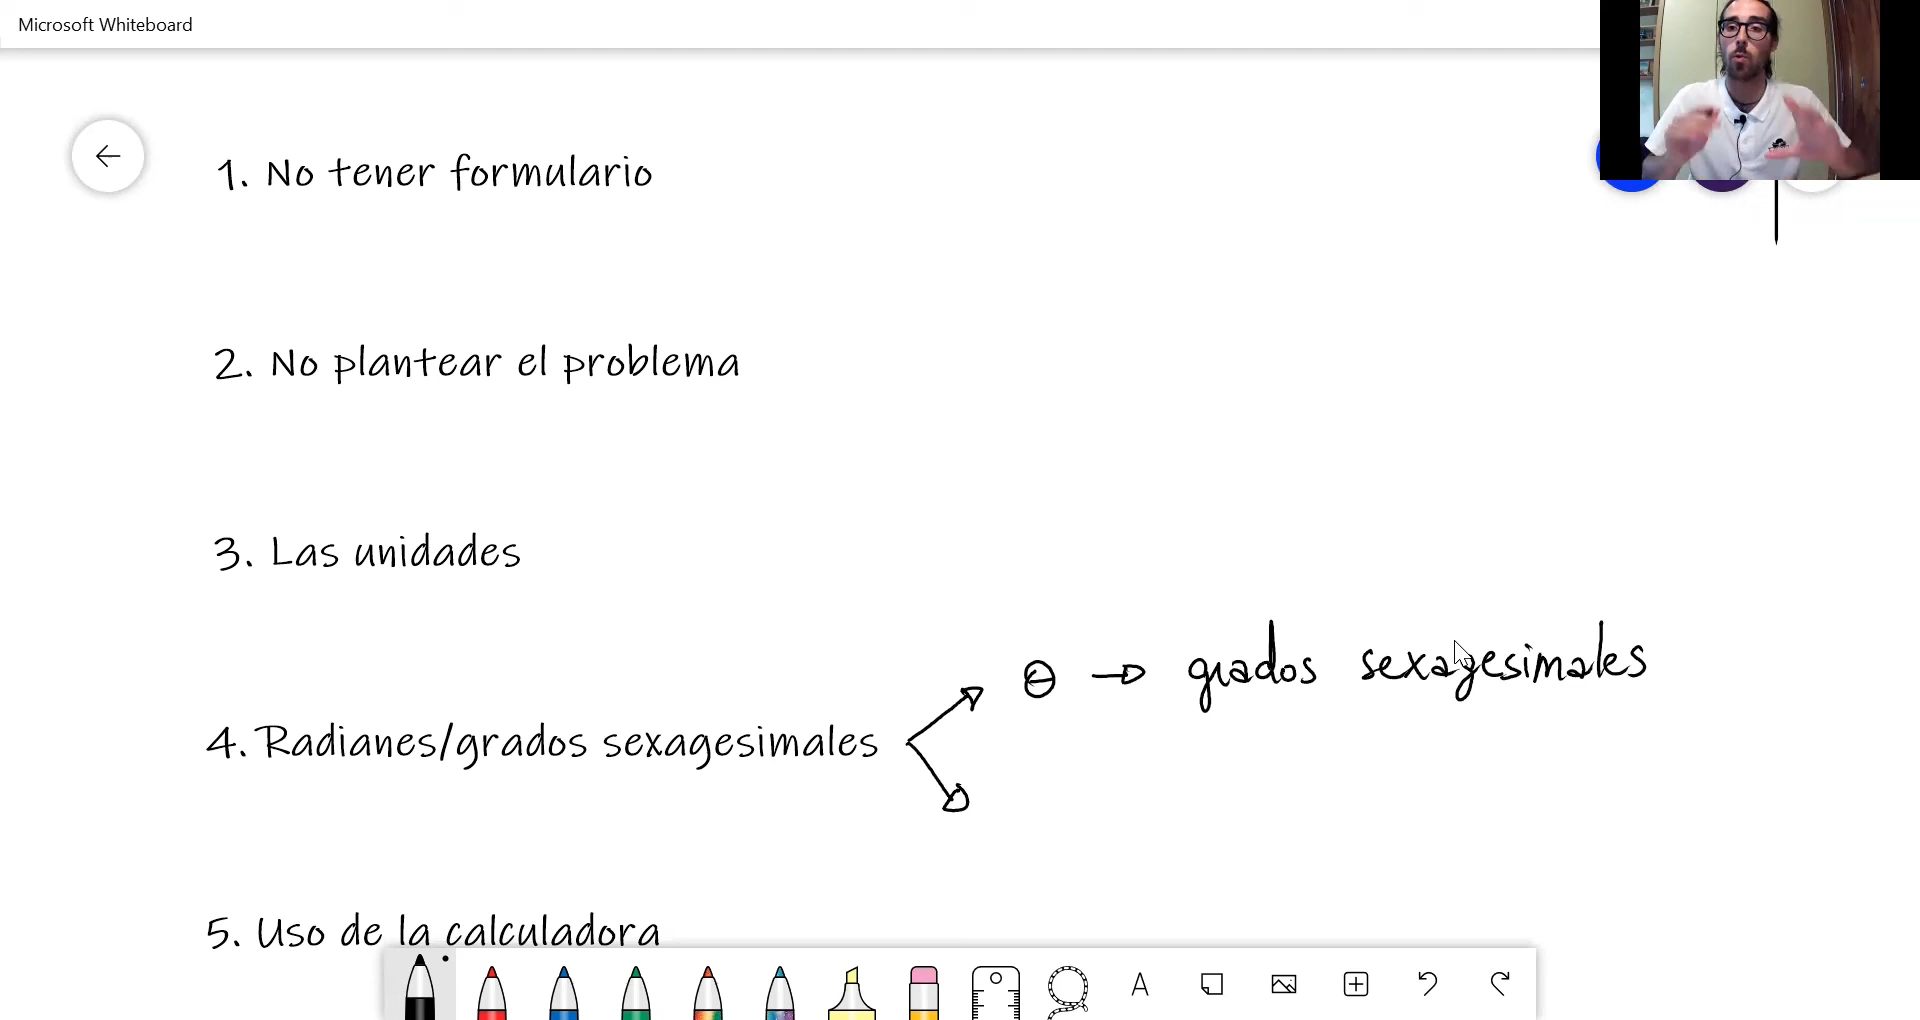 Microsoft Whiteboard
1. No tener formulario
2. No plantear el problema
3. Las unidades
θ → grados sexagesimales
4. Radianes/grados sexagesimales
5. Uso de la calculadora